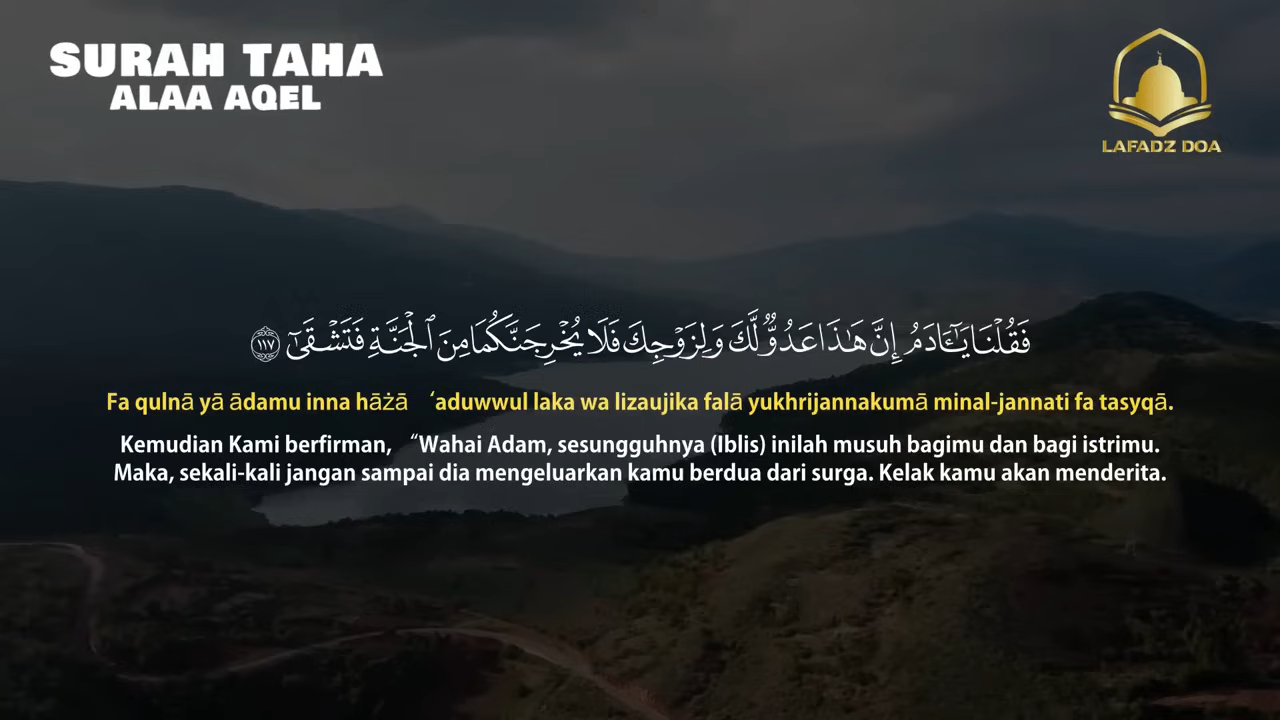 SURAH TAHA
ALAA AQEL
LAFADZ DOA
فَقُلْنَا يَـٰٓـَٔادَمُ إِنَّ هَـٰذَا عَدُوٌّ لَّكَ وَلِزَوْجِكَ فَلَا يُخْرِجَنَّكُمَا مِنَ ٱلْجَنَّةِ فَتَشْقَىٰٓ ١١٧
Fa qulnā yā ādamu inna hāżā ‘aduwwul laka wa lizaujika falā yukhrijannakumā minal-jannati fa tasyqā.
Kemudian Kami berfirman, “Wahai Adam, sesungguhnya (Iblis) inilah musuh bagimu dan bagi istrimu.
Maka, sekali-kali jangan sampai dia mengeluarkan kamu berdua dari surga. Kelak kamu akan menderita.